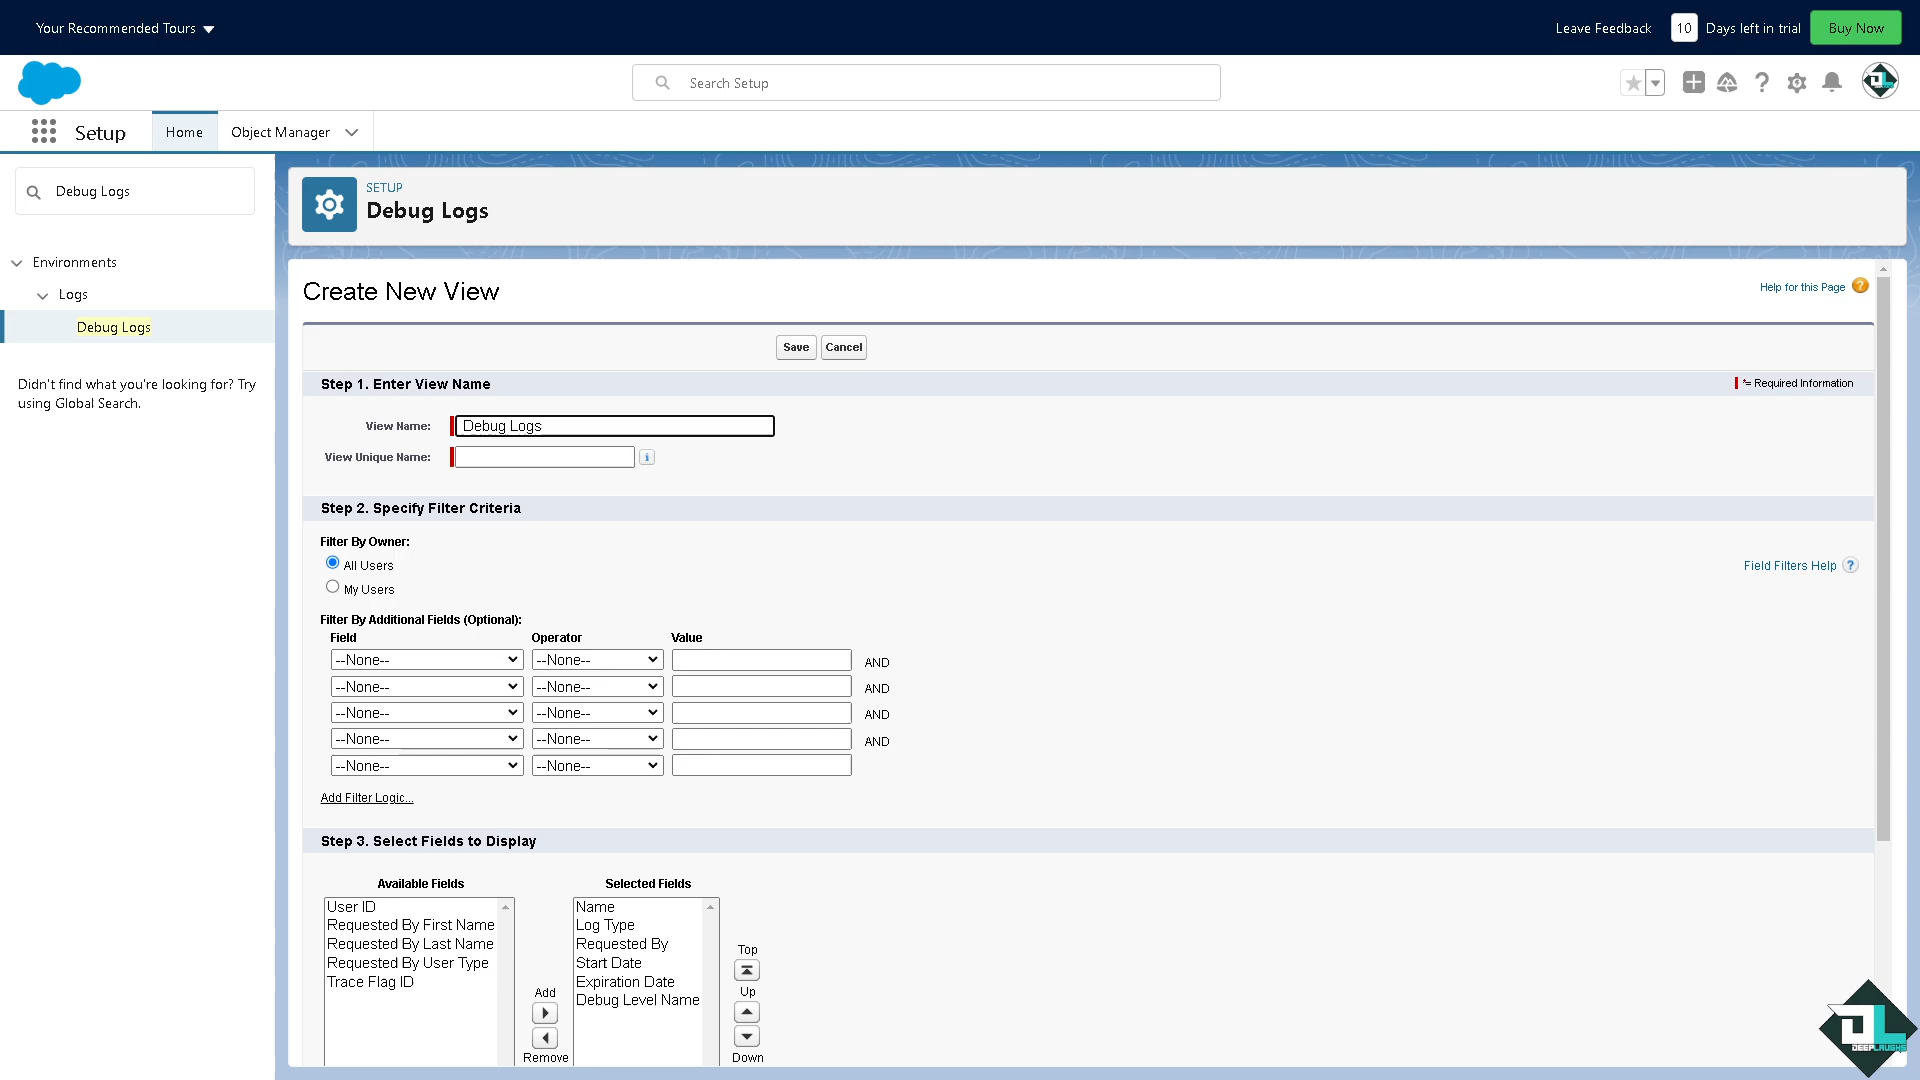 Your Recommended Tours
Leave Feedback
10 Days left in trial
Buy Now
Search Setup
Setup
Home
Object Manager
Debug Logs
SETUP
Debug Logs
Environments
Logs
Debug Logs
Didn't find what you're looking for? Try
using Global Search.
Create New View
Help for this Page
Save Cancel
Step 1. Enter View Name
*= Required Information
View Name: Debug Logs
View Unique Name:
Step 2. Specify Filter Criteria
Filter By Owner:
All Users
Field Filters Help ?
My Users
Filter By Additional Fields (Optional):
Field Operator Value
--None-- --None-- AND
--None-- --None-- AND
--None-- --None-- AND
--None-- --None-- AND
--None-- --None--
Add Filter Logic...
Step 3. Select Fields to Display
Available Fields
User ID
Requested By First Name
Requested By Last Name
Requested By User Type
Trace Flag ID
Add
Remove
Selected Fields
Name
Log Type
Requested By
Start Date
Expiration Date
Debug Level Name
Top
Up
Down
DEEPLAUGHS